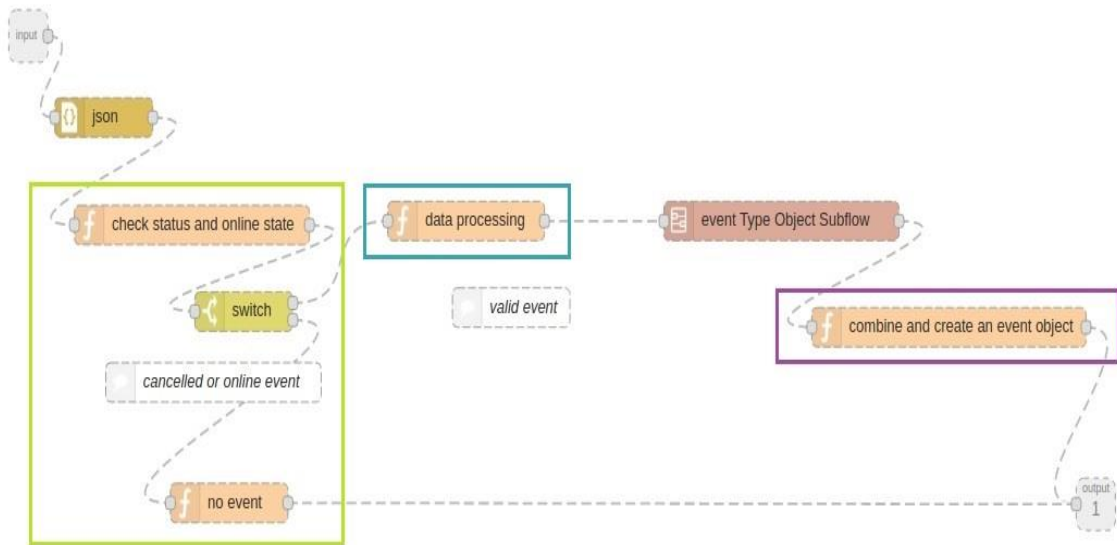 input
json
check status and online state
data processing
event Type Object Subflow
switch
valid event
combine and create an event object
cancelled or online event
no event
output
1